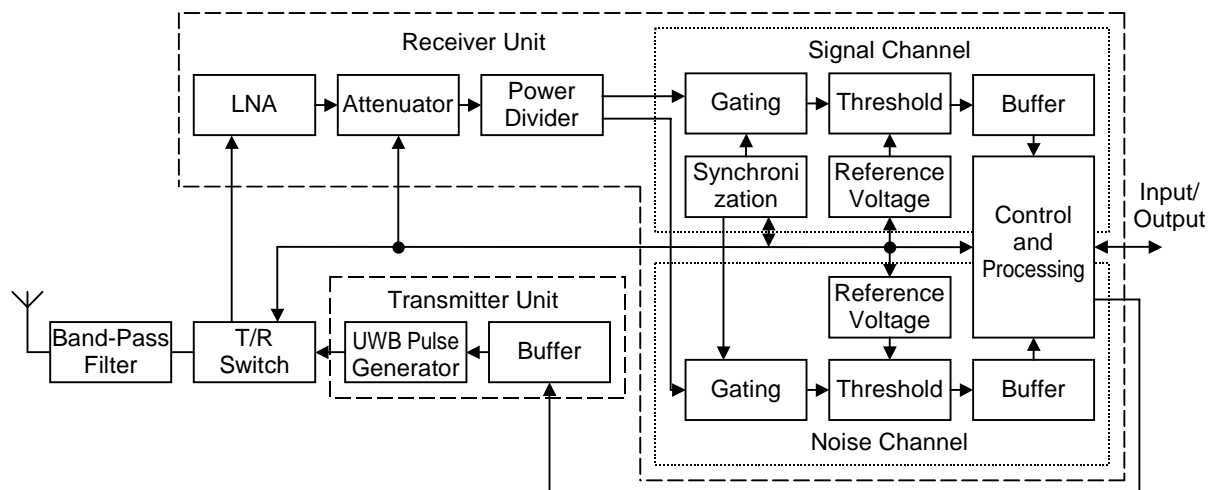 Receiver Unit
Signal Channel
LNA
Attenuator
Power
Divider
Gating
Threshold
Buffer
Synchroni
zation
Reference
Voltage
Control
and
Processing
Input/
Output
Transmitter Unit
Reference
Voltage
Band-Pass
Filter
T/R
Switch
UWB Pulse
Generator
Buffer
Gating
Threshold
Buffer
Noise Channel